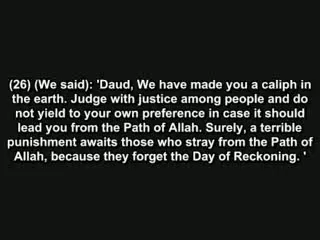 (26) (We said): 'Daud, We have made you a caliph in
the earth. Judge with justice among people and do
not yield to your own preference in case it should
lead you from the Path of Allah. Surely, a terrible
punishment awaits those who stray from the Path of
Allah, because they forget the Day of Reckoning. '